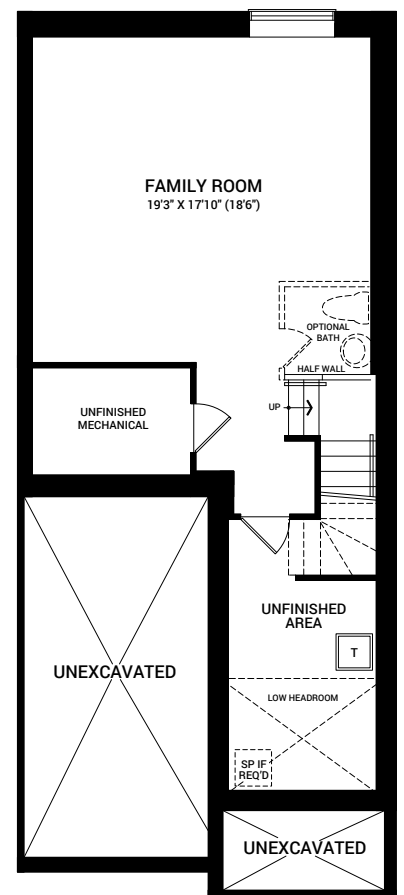 FAMILY ROOM
19'3" X 17'10" (18'6")
OPTIONAL
BATH
HALF WALL
UP
UNFINISHED
MECHANICAL
UNFINISHED
AREA
T
UNEXCAVATED
LOW HEADROOM
SP IF
REQ'D
UNEXCAVATED